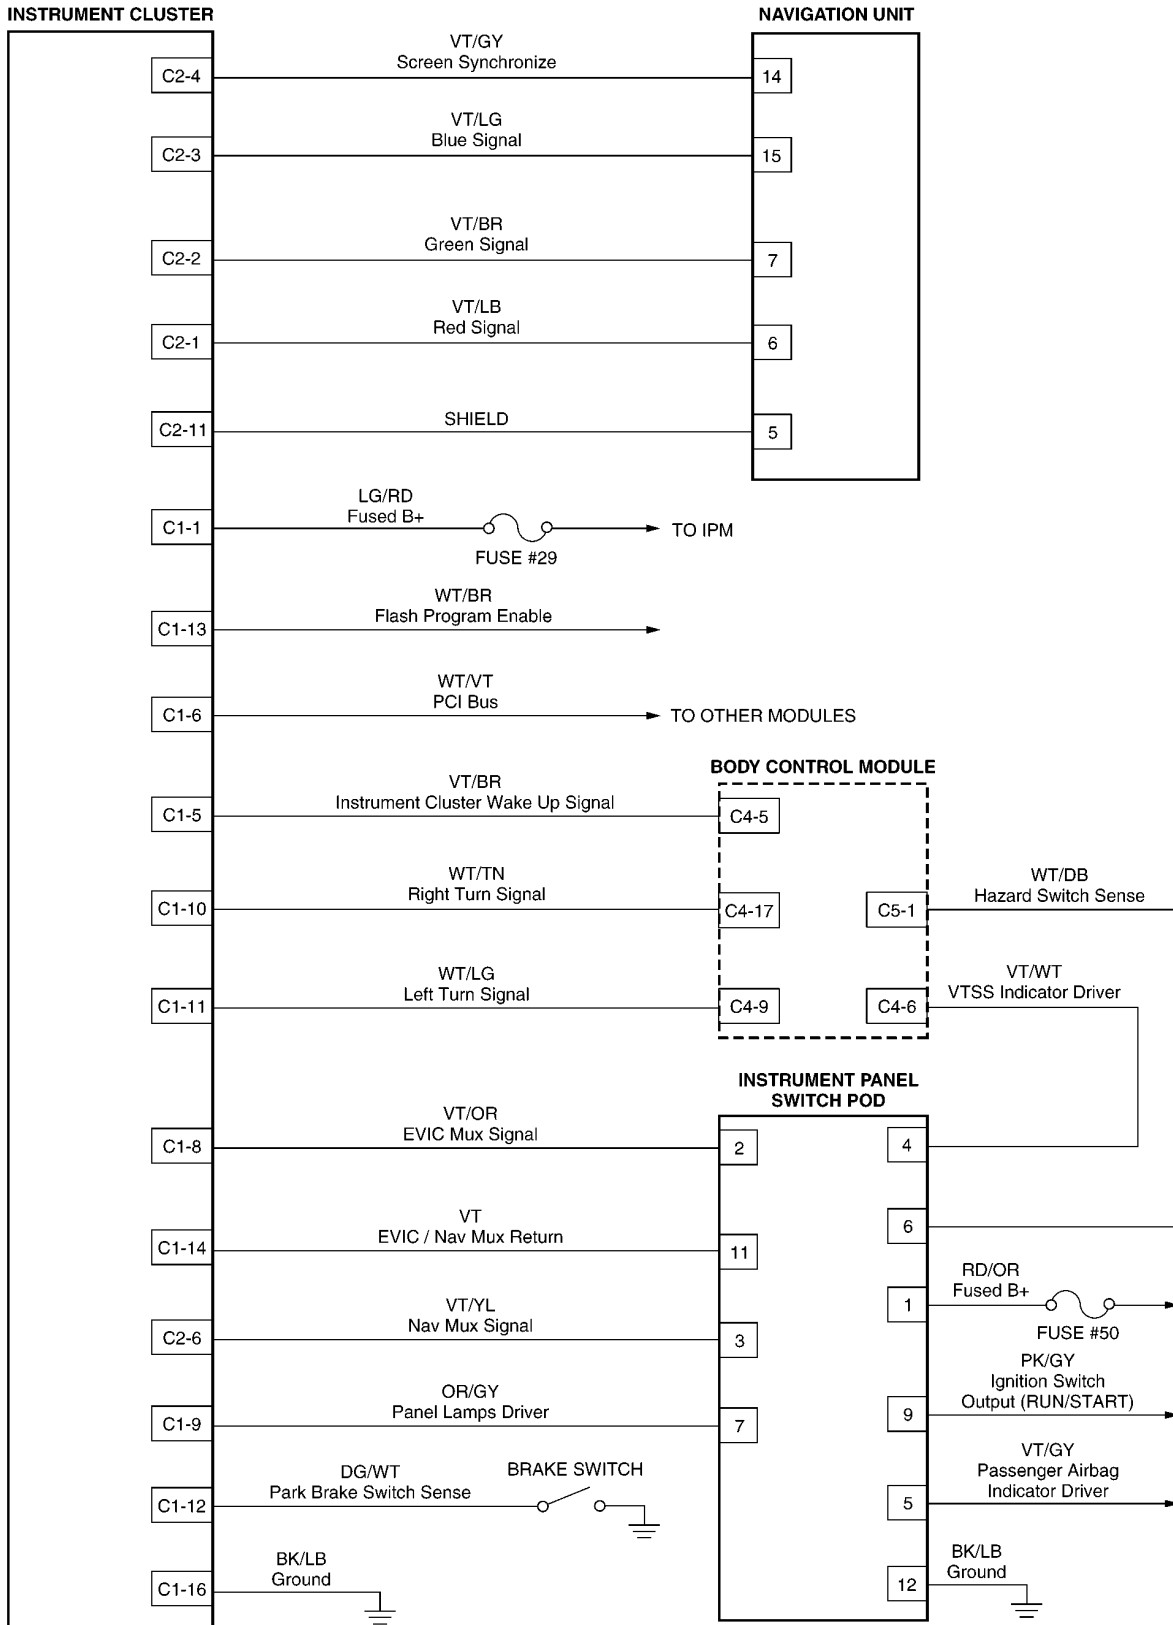 INSTRUMENT CLUSTER
NAVIGATION UNIT
C2-4
VT/GY
Screen Synchronize
14
C2-3
VT/LG
Blue Signal
15
C2-2
VT/BR
Green Signal
7
C2-1
VT/LB
Red Signal
6
C2-11
SHIELD
5
C1-1
LG/RD
Fused B+
FUSE #29
TO IPM
C1-13
WT/BR
Flash Program Enable
C1-6
WT/VT
PCI Bus
TO OTHER MODULES
BODY CONTROL MODULE
C1-5
VT/BR
Instrument Cluster Wake Up Signal
C4-5
C1-10
WT/TN
Right Turn Signal
C4-17
C5-1
WT/DB
Hazard Switch Sense
C1-11
WT/LG
Left Turn Signal
C4-9
C4-6
VT/WT
VTSS Indicator Driver
INSTRUMENT PANEL
SWITCH POD
C1-8
VT/OR
EVIC Mux Signal
2
4
C1-14
VT
EVIC / Nav Mux Return
11
6
C2-6
VT/YL
Nav Mux Signal
3
1
RD/OR
Fused B+
FUSE #50
C1-9
OR/GY
Panel Lamps Driver
7
9
PK/GY
Ignition Switch
Output (RUN/START)
C1-12
DG/WT
Park Brake Switch Sense
BRAKE SWITCH
5
VT/GY
Passenger Airbag
Indicator Driver
C1-16
BK/LB
Ground
12
BK/LB
Ground